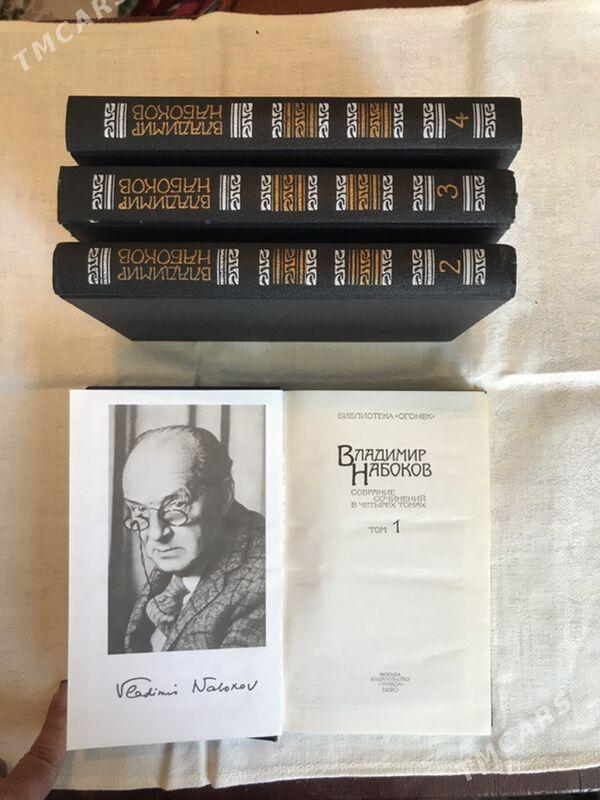 TMCARS
ВЛАДИМИР
НАБОКОВ
4
ВЛАДИМИР
НАБОКОВ
3
ВЛАДИМИР
НАБОКОВ
2
Vladimir Nabokov
БИБЛИОТЕКА «ОГОНЕК»
ВЛАДИМИР
НАБОКОВ
СОБРАНИЕ
СОЧИНЕНИЙ
В ЧЕТЫРЕХ ТОМАХ
ТОМ 1
МОСКВА
ИЗДАТЕЛЬСТВО
«ПРАВДА»
1990
TMCARS